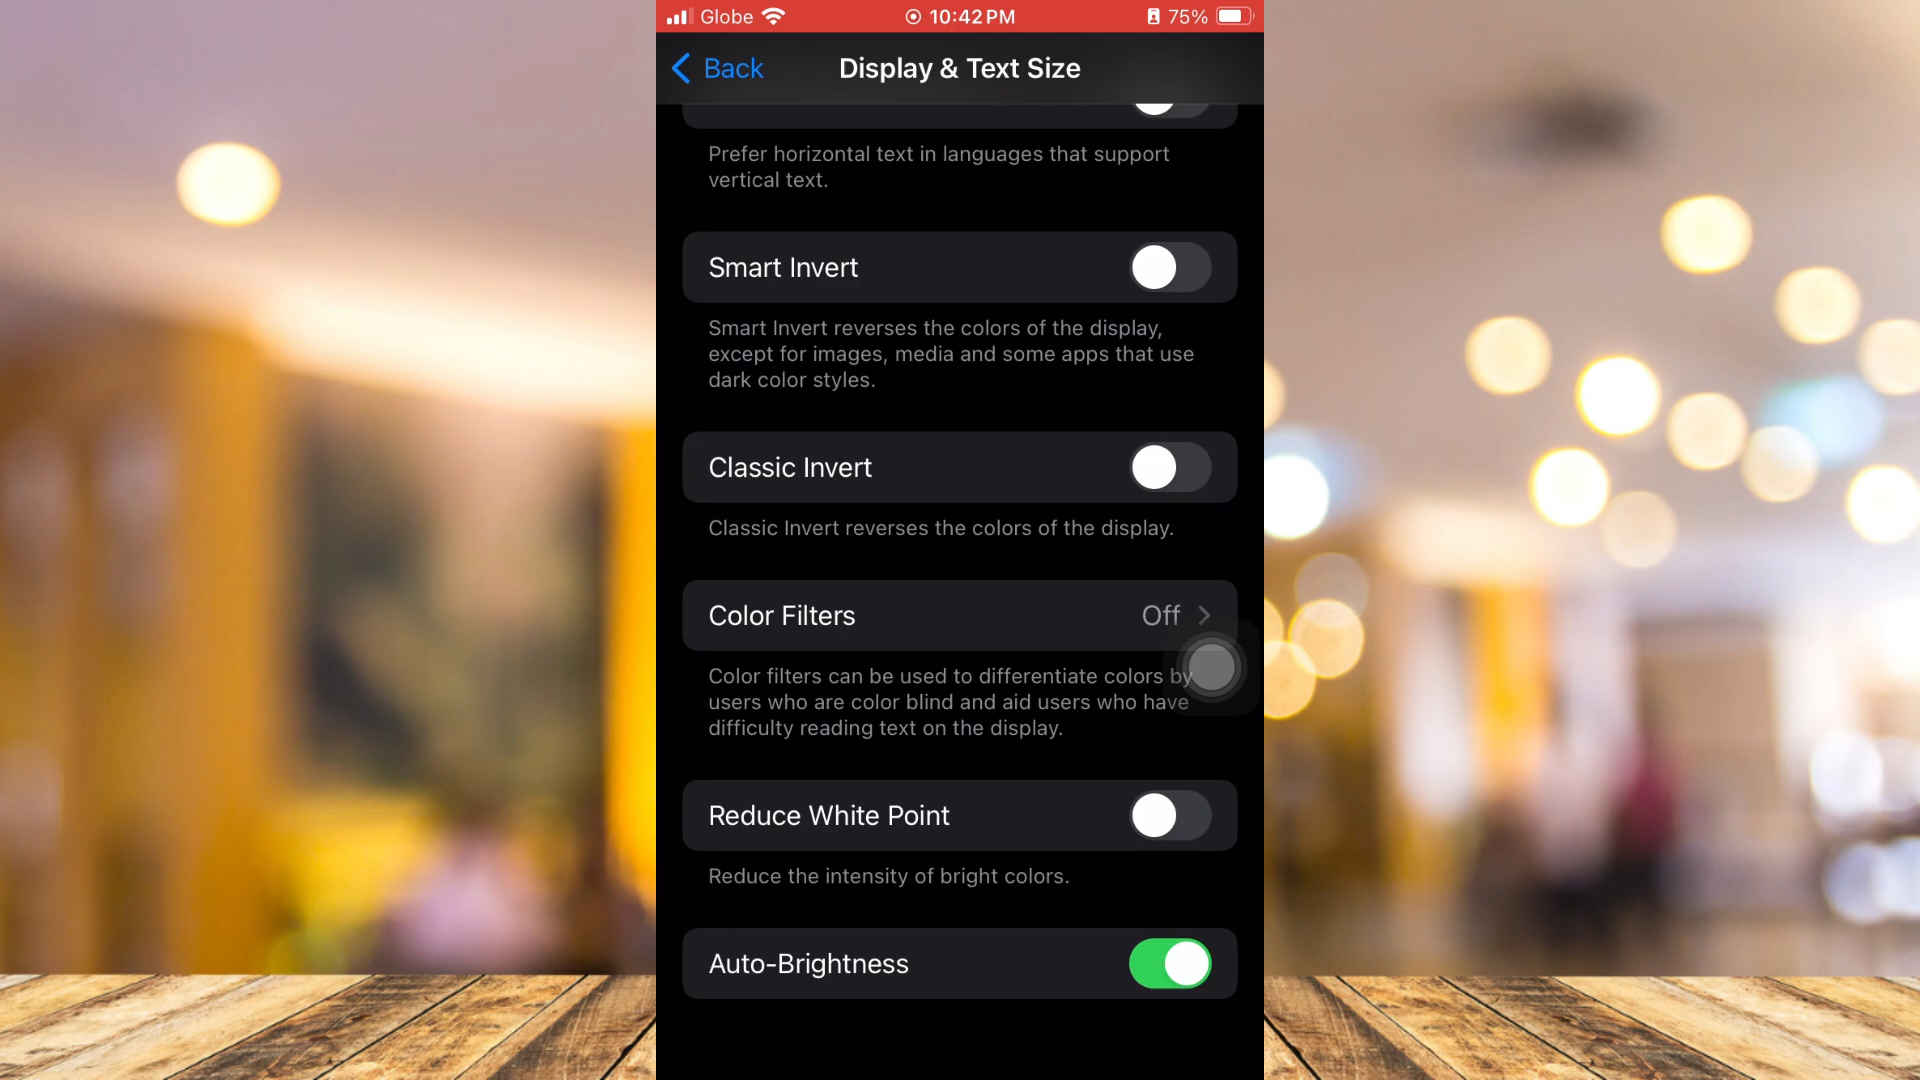 Globe 10:42 PM 75%
Back Display & Text Size
Prefer horizontal text in languages that support
vertical text.
Smart Invert
Smart Invert reverses the colors of the display,
except for images, media and some apps that use
dark color styles.
Classic Invert
Classic Invert reverses the colors of the display.
Color Filters Off
Color filters can be used to differentiate colors by
users who are color blind and aid users who have
difficulty reading text on the display.
Reduce White Point
Reduce the intensity of bright colors.
Auto-Brightness